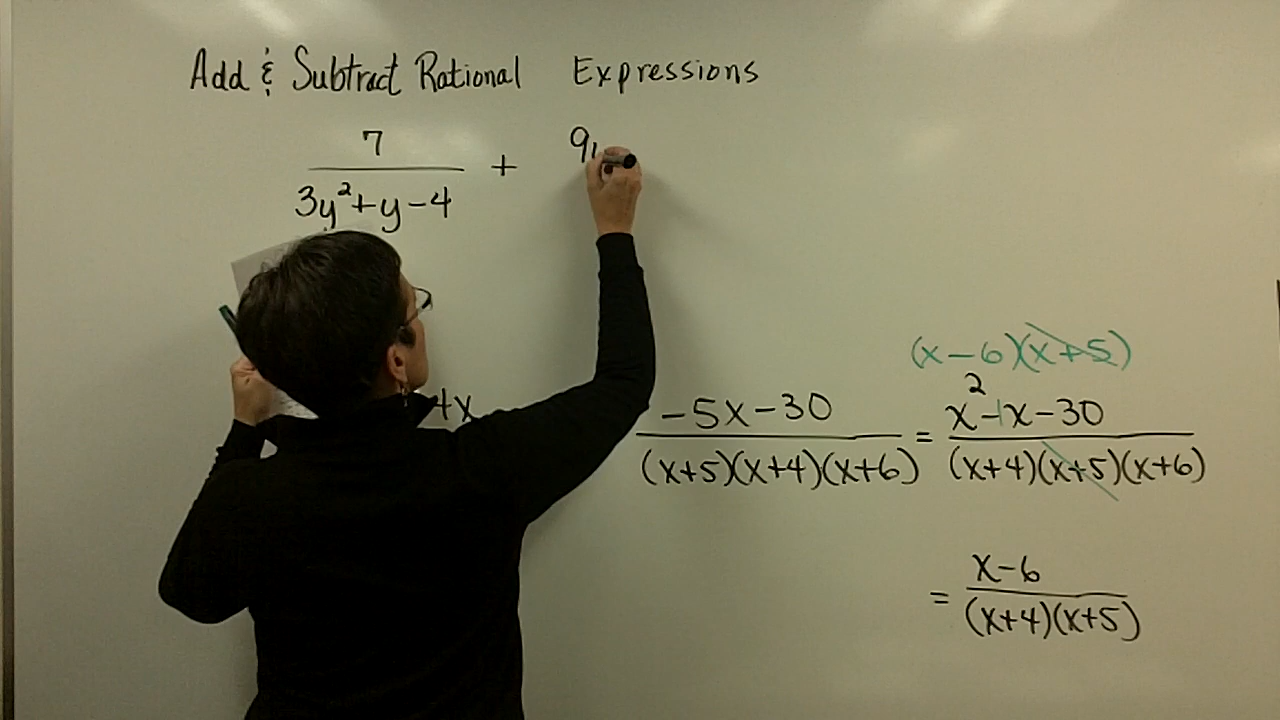 Add & Subtract Rational Expressions
7 / (3y² + y - 4) + 9
(x-6)(x+5)
4x -5x-30 / (x+5)(x+4)(x+6) = x²-1x-30 / (x+4)(x+5)(x+6)
= x-6 / (x+4)(x+5)